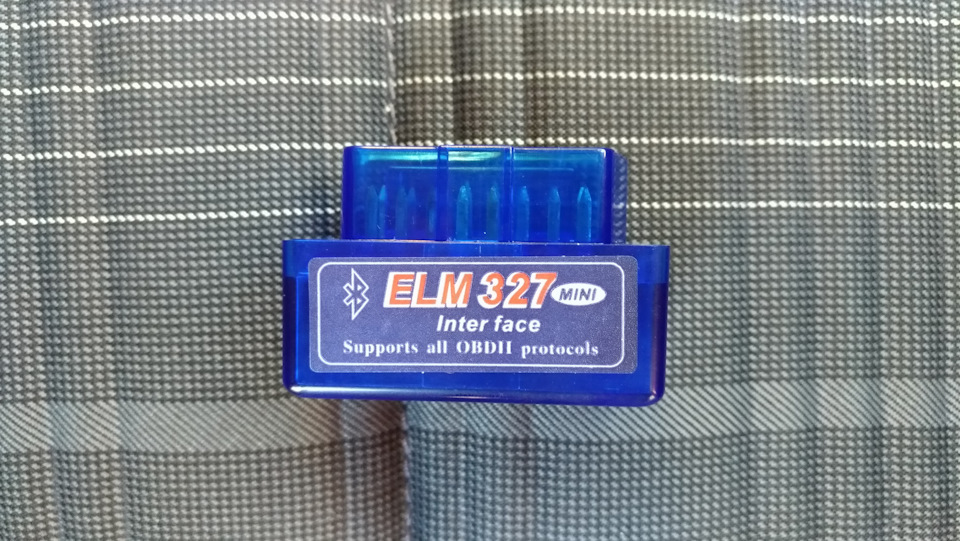 ELM 327 MINI
Inter face
Supports all OBDII protocols